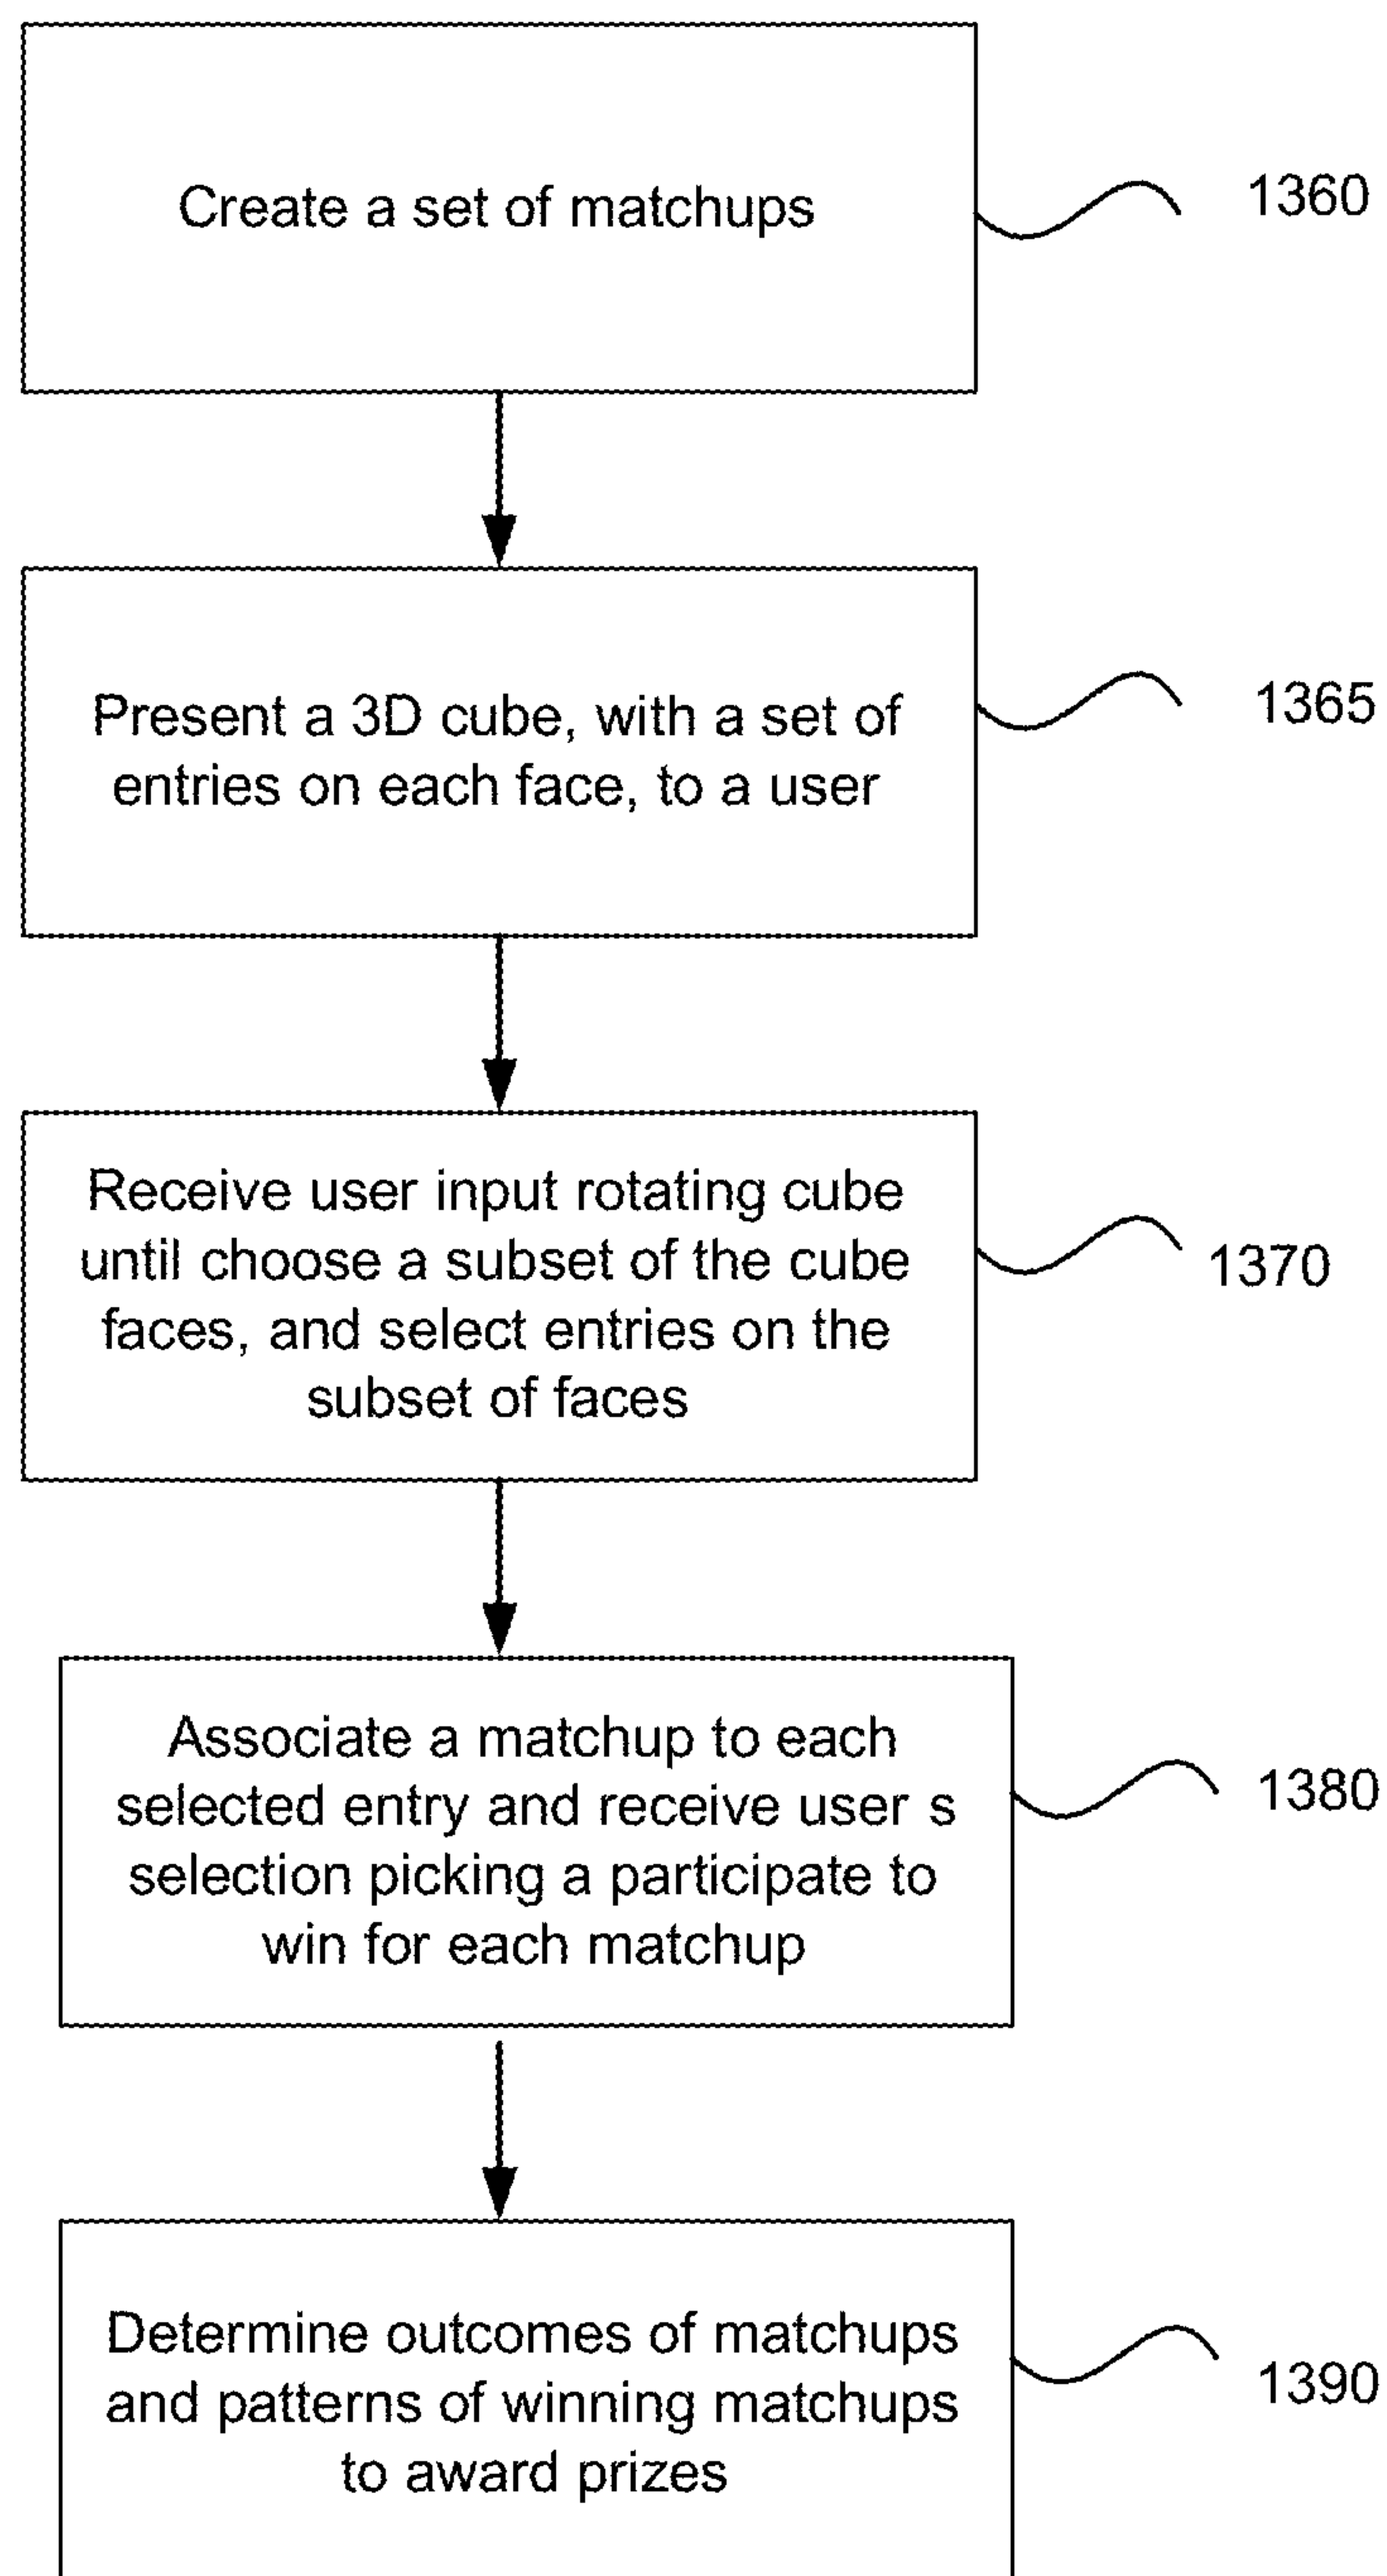 Create a set of matchups
1360
Present a 3D cube, with a set of
entries on each face, to a user
1365
Receive user input rotating cube
until choose a subset of the cube
faces, and select entries on the
subset of faces
1370
Associate a matchup to each
selected entry and receive user s
selection picking a participate to
win for each matchup
1380
Determine outcomes of matchups
and patterns of winning matchups
to award prizes
1390